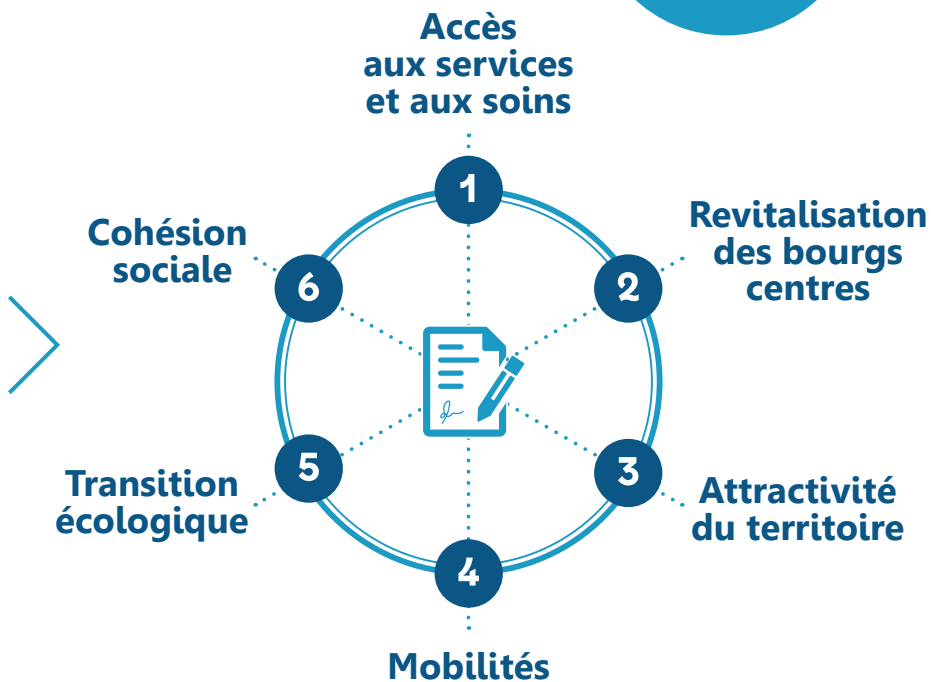 Accès
aux services
et aux soins
1
Revitalisation
des bourgs
centres
2
3
Attractivité
du territoire
4
Mobilités
5
Transition
écologique
6
Cohésion
sociale